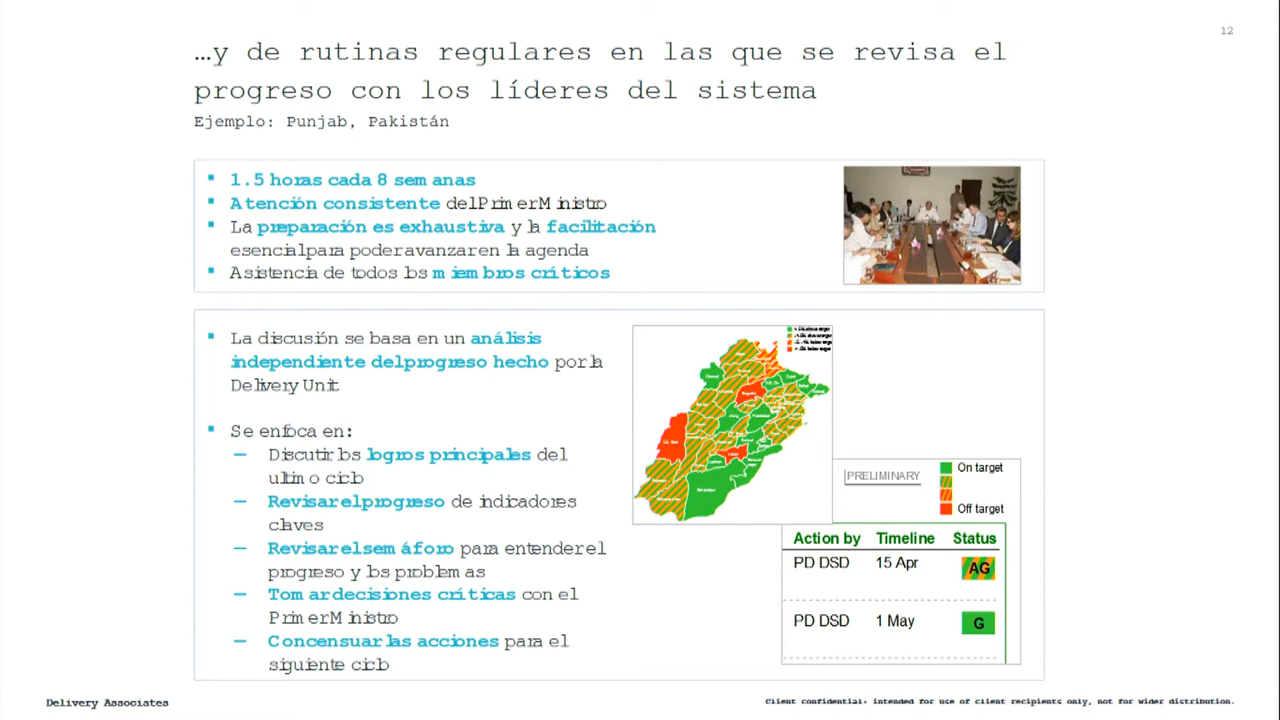 12
…y de rutinas regulares en las que se revisa el
progreso con los líderes del sistema
Ejemplo: Punjab, Pakistán
▪ 1.5 horas cada 8 semanas
▪ Atención consistente del Primer Ministro
▪ La preparación es exhaustiva y la facilitación
esencial para poder avanzar en la agenda
▪ Asistencia de todos los miembros críticos
▪ La discusión se basa en un análisis
independiente del progreso hecho por la
Delivery Unit
▪ Se enfoca en:
– Discutir los logros principales del
ultimo ciclo
– Revisar el progreso de indicadores
claves
– Revisar el semáforo para entender el
progreso y los problemas
– Tomar decisiones críticas con el
Primer Ministro
– Concensuar las acciones para el
siguiente ciclo
PRELIMINARY
On target
Off target
Action by Timeline Status
PD DSD 15 Apr AG
PD DSD 1 May G
Delivery Associates
Client confidential: intended for use of client recipients only, not for wider distribution.